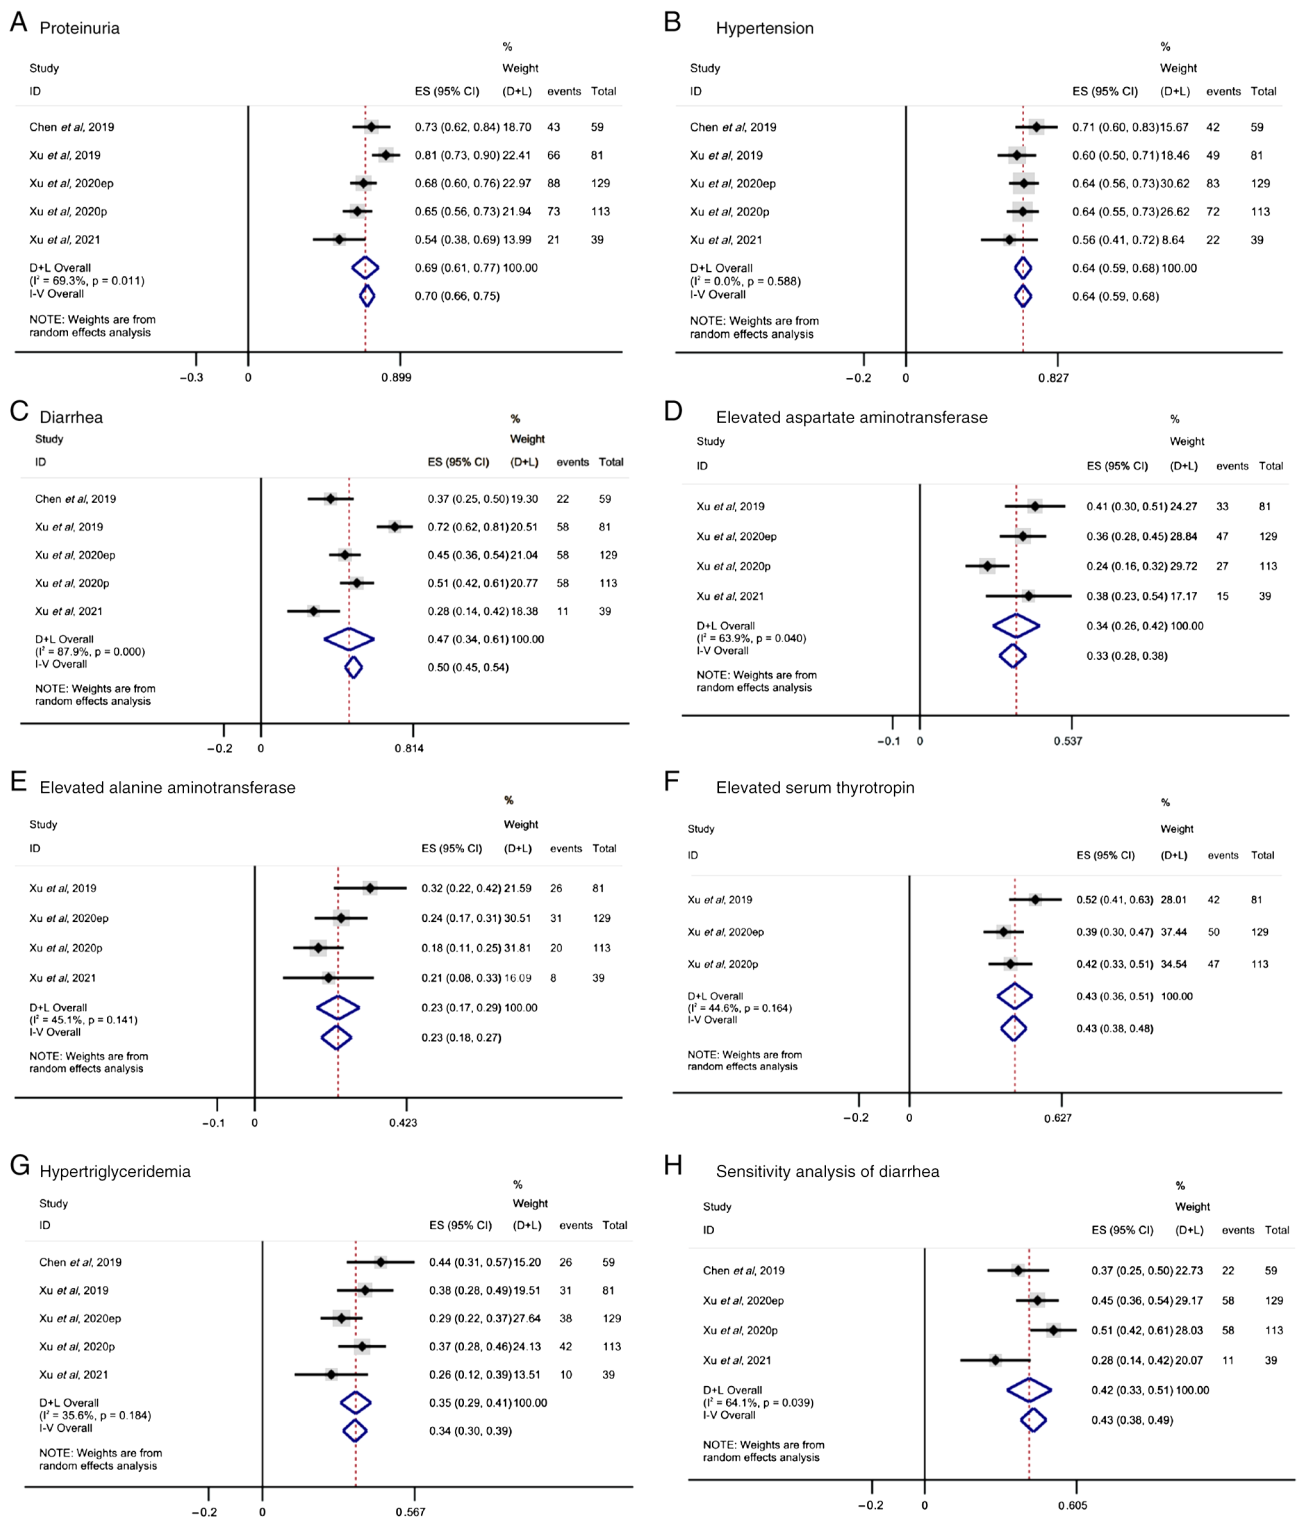 A Proteinuria
%
Study Weight
ID ES (95% CI) (D+L) events Total
Chen et al, 2019 0.73 (0.62, 0.84) 18.70 43 59
Xu et al, 2019 0.81 (0.73, 0.90) 22.41 66 81
Xu et al, 2020ep 0.68 (0.60, 0.76) 22.97 88 129
Xu et al, 2020p 0.65 (0.56, 0.73) 21.94 73 113
Xu et al, 2021 0.54 (0.38, 0.69) 13.99 21 39
D+L Overall 0.69 (0.61, 0.77) 100.00
(I² = 69.3%, p = 0.011)
I-V Overall 0.70 (0.66, 0.75)
NOTE: Weights are from
random effects analysis
−0.3 0 0.899
B Hypertension
%
Study Weight
ID ES (95% CI) (D+L) events Total
Chen et al, 2019 0.71 (0.60, 0.83) 15.67 42 59
Xu et al, 2019 0.60 (0.50, 0.71) 18.46 49 81
Xu et al, 2020ep 0.64 (0.56, 0.73) 30.62 83 129
Xu et al, 2020p 0.64 (0.55, 0.73) 26.62 72 113
Xu et al, 2021 0.56 (0.41, 0.72) 8.64 22 39
D+L Overall 0.64 (0.59, 0.68) 100.00
(I² = 0.0%, p = 0.588)
I-V Overall 0.64 (0.59, 0.68)
NOTE: Weights are from
random effects analysis
−0.2 0 0.827
C Diarrhea
%
Study Weight
ID ES (95% CI) (D+L) events Total
Chen et al, 2019 0.37 (0.25, 0.50) 19.30 22 59
Xu et al, 2019 0.72 (0.62, 0.81) 20.51 58 81
Xu et al, 2020ep 0.45 (0.36, 0.54) 21.04 58 129
Xu et al, 2020p 0.51 (0.42, 0.61) 20.77 58 113
Xu et al, 2021 0.28 (0.14, 0.42) 18.38 11 39
D+L Overall 0.47 (0.34, 0.61) 100.00
(I² = 87.9%, p = 0.000)
I-V Overall 0.50 (0.45, 0.54)
NOTE: Weights are from
random effects analysis
−0.2 0 0.814
D Elevated aspartate aminotransferase
%
Study Weight
ID ES (95% CI) (D+L) events Total
Xu et al, 2019 0.41 (0.30, 0.51) 24.27 33 81
Xu et al, 2020ep 0.36 (0.28, 0.45) 28.84 47 129
Xu et al, 2020p 0.24 (0.16, 0.32) 29.72 27 113
Xu et al, 2021 0.38 (0.23, 0.54) 17.17 15 39
D+L Overall 0.34 (0.26, 0.42) 100.00
(I² = 63.9%, p = 0.040)
I-V Overall 0.33 (0.28, 0.38)
NOTE: Weights are from
random effects analysis
−0.1 0 0.537
E Elevated alanine aminotransferase
%
Study Weight
ID ES (95% CI) (D+L) events Total
Xu et al, 2019 0.32 (0.22, 0.42) 21.59 26 81
Xu et al, 2020ep 0.24 (0.17, 0.31) 30.51 31 129
Xu et al, 2020p 0.18 (0.11, 0.25) 31.81 20 113
Xu et al, 2021 0.21 (0.08, 0.33) 16.09 8 39
D+L Overall 0.23 (0.17, 0.29) 100.00
(I² = 45.1%, p = 0.141)
I-V Overall 0.23 (0.18, 0.27)
NOTE: Weights are from
random effects analysis
−0.1 0 0.423
F Elevated serum thyrotropin
%
Study Weight
ID ES (95% CI) (D+L) events Total
Xu et al, 2019 0.52 (0.41, 0.63) 28.01 42 81
Xu et al, 2020ep 0.39 (0.30, 0.47) 37.44 50 129
Xu et al, 2020p 0.42 (0.33, 0.51) 34.54 47 113
D+L Overall 0.43 (0.36, 0.51) 100.00
(I² = 44.6%, p = 0.164)
I-V Overall 0.43 (0.38, 0.48)
NOTE: Weights are from
random effects analysis
−0.2 0 0.627
G Hypertriglyceridemia
%
Study Weight
ID ES (95% CI) (D+L) events Total
Chen et al, 2019 0.44 (0.31, 0.57) 15.20 26 59
Xu et al, 2019 0.38 (0.28, 0.49) 19.51 31 81
Xu et al, 2020ep 0.29 (0.22, 0.37) 27.64 38 129
Xu et al, 2020p 0.37 (0.28, 0.46) 24.13 42 113
Xu et al, 2021 0.26 (0.12, 0.39) 13.51 10 39
D+L Overall 0.35 (0.29, 0.41) 100.00
(I² = 35.6%, p = 0.184)
I-V Overall 0.34 (0.30, 0.39)
NOTE: Weights are from
random effects analysis
−0.2 0 0.567
H Sensitivity analysis of diarrhea
%
Study Weight
ID ES (95% CI) (D+L) events Total
Chen et al, 2019 0.37 (0.25, 0.50) 22.73 22 59
Xu et al, 2020ep 0.45 (0.36, 0.54) 29.17 58 129
Xu et al, 2020p 0.51 (0.42, 0.61) 28.03 58 113
Xu et al, 2021 0.28 (0.14, 0.42) 20.07 11 39
D+L Overall 0.42 (0.33, 0.51) 100.00
(I² = 64.1%, p = 0.039)
I-V Overall 0.43 (0.38, 0.49)
NOTE: Weights are from
random effects analysis
−0.2 0 0.605